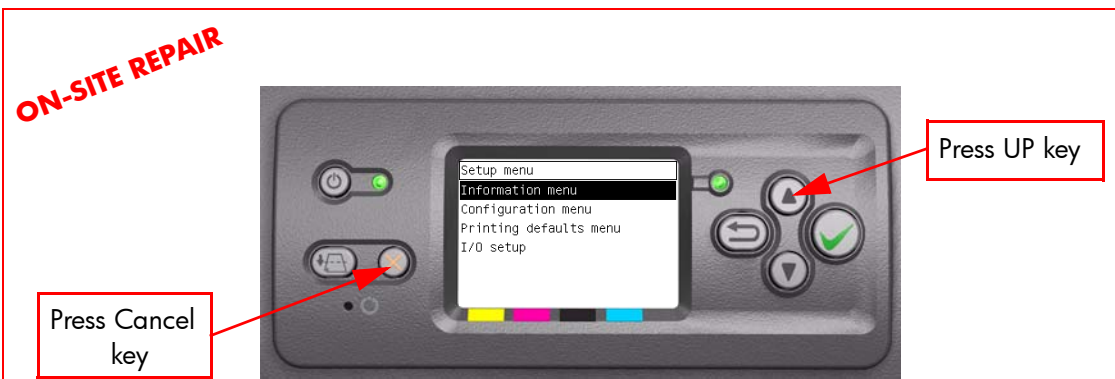 ON-SITE REPAIR
Press UP key
Setup menu
Information menu
Configuration menu
Printing defaults menu
I/O setup
Press Cancel
key